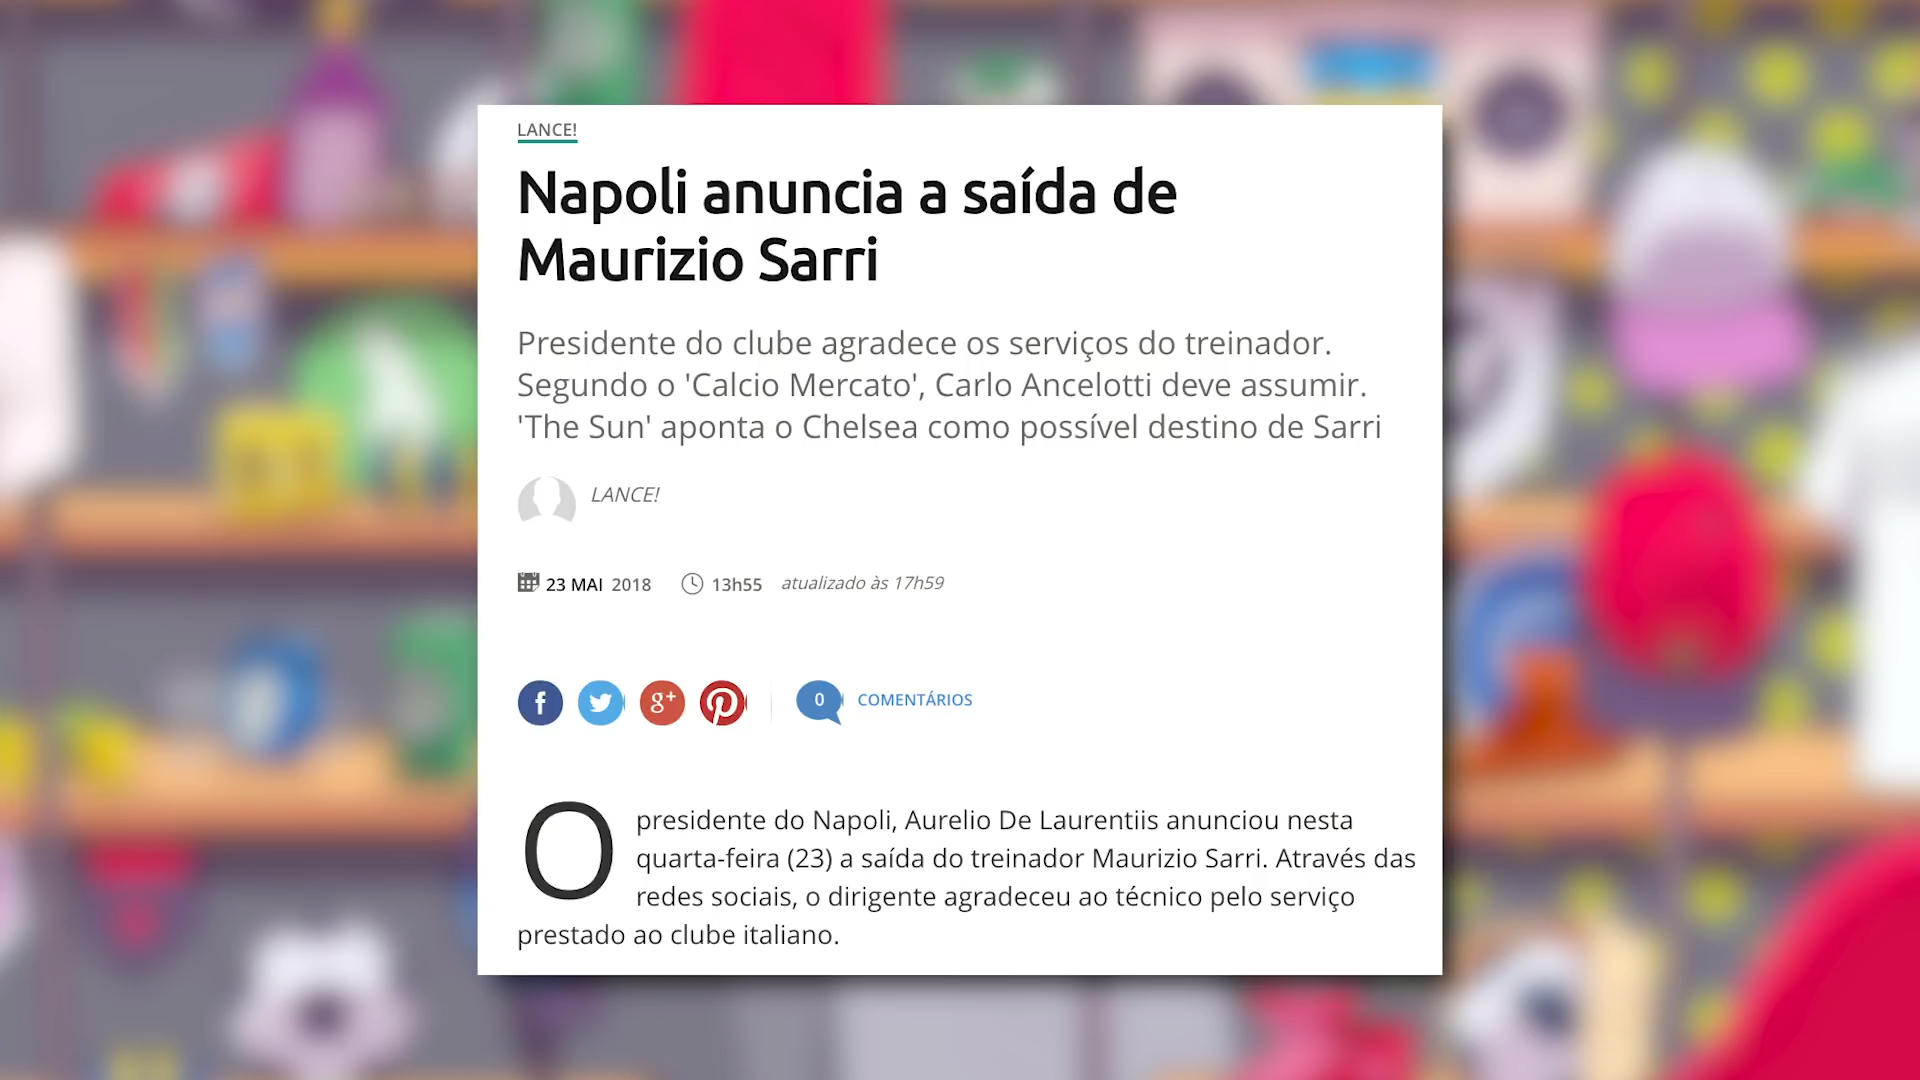 LANCE!
Napoli anuncia a saída de
Maurizio Sarri
Presidente do clube agradece os serviços do treinador.
Segundo o 'Calcio Mercato', Carlo Ancelotti deve assumir.
'The Sun' aponta o Chelsea como possível destino de Sarri
LANCE!
23 MAI 2018 13h55 atualizado às 17h59
0 COMENTÁRIOS
O presidente do Napoli, Aurelio De Laurentiis anunciou nesta
quarta-feira (23) a saída do treinador Maurizio Sarri. Através das
redes sociais, o dirigente agradeceu ao técnico pelo serviço
prestado ao clube italiano.